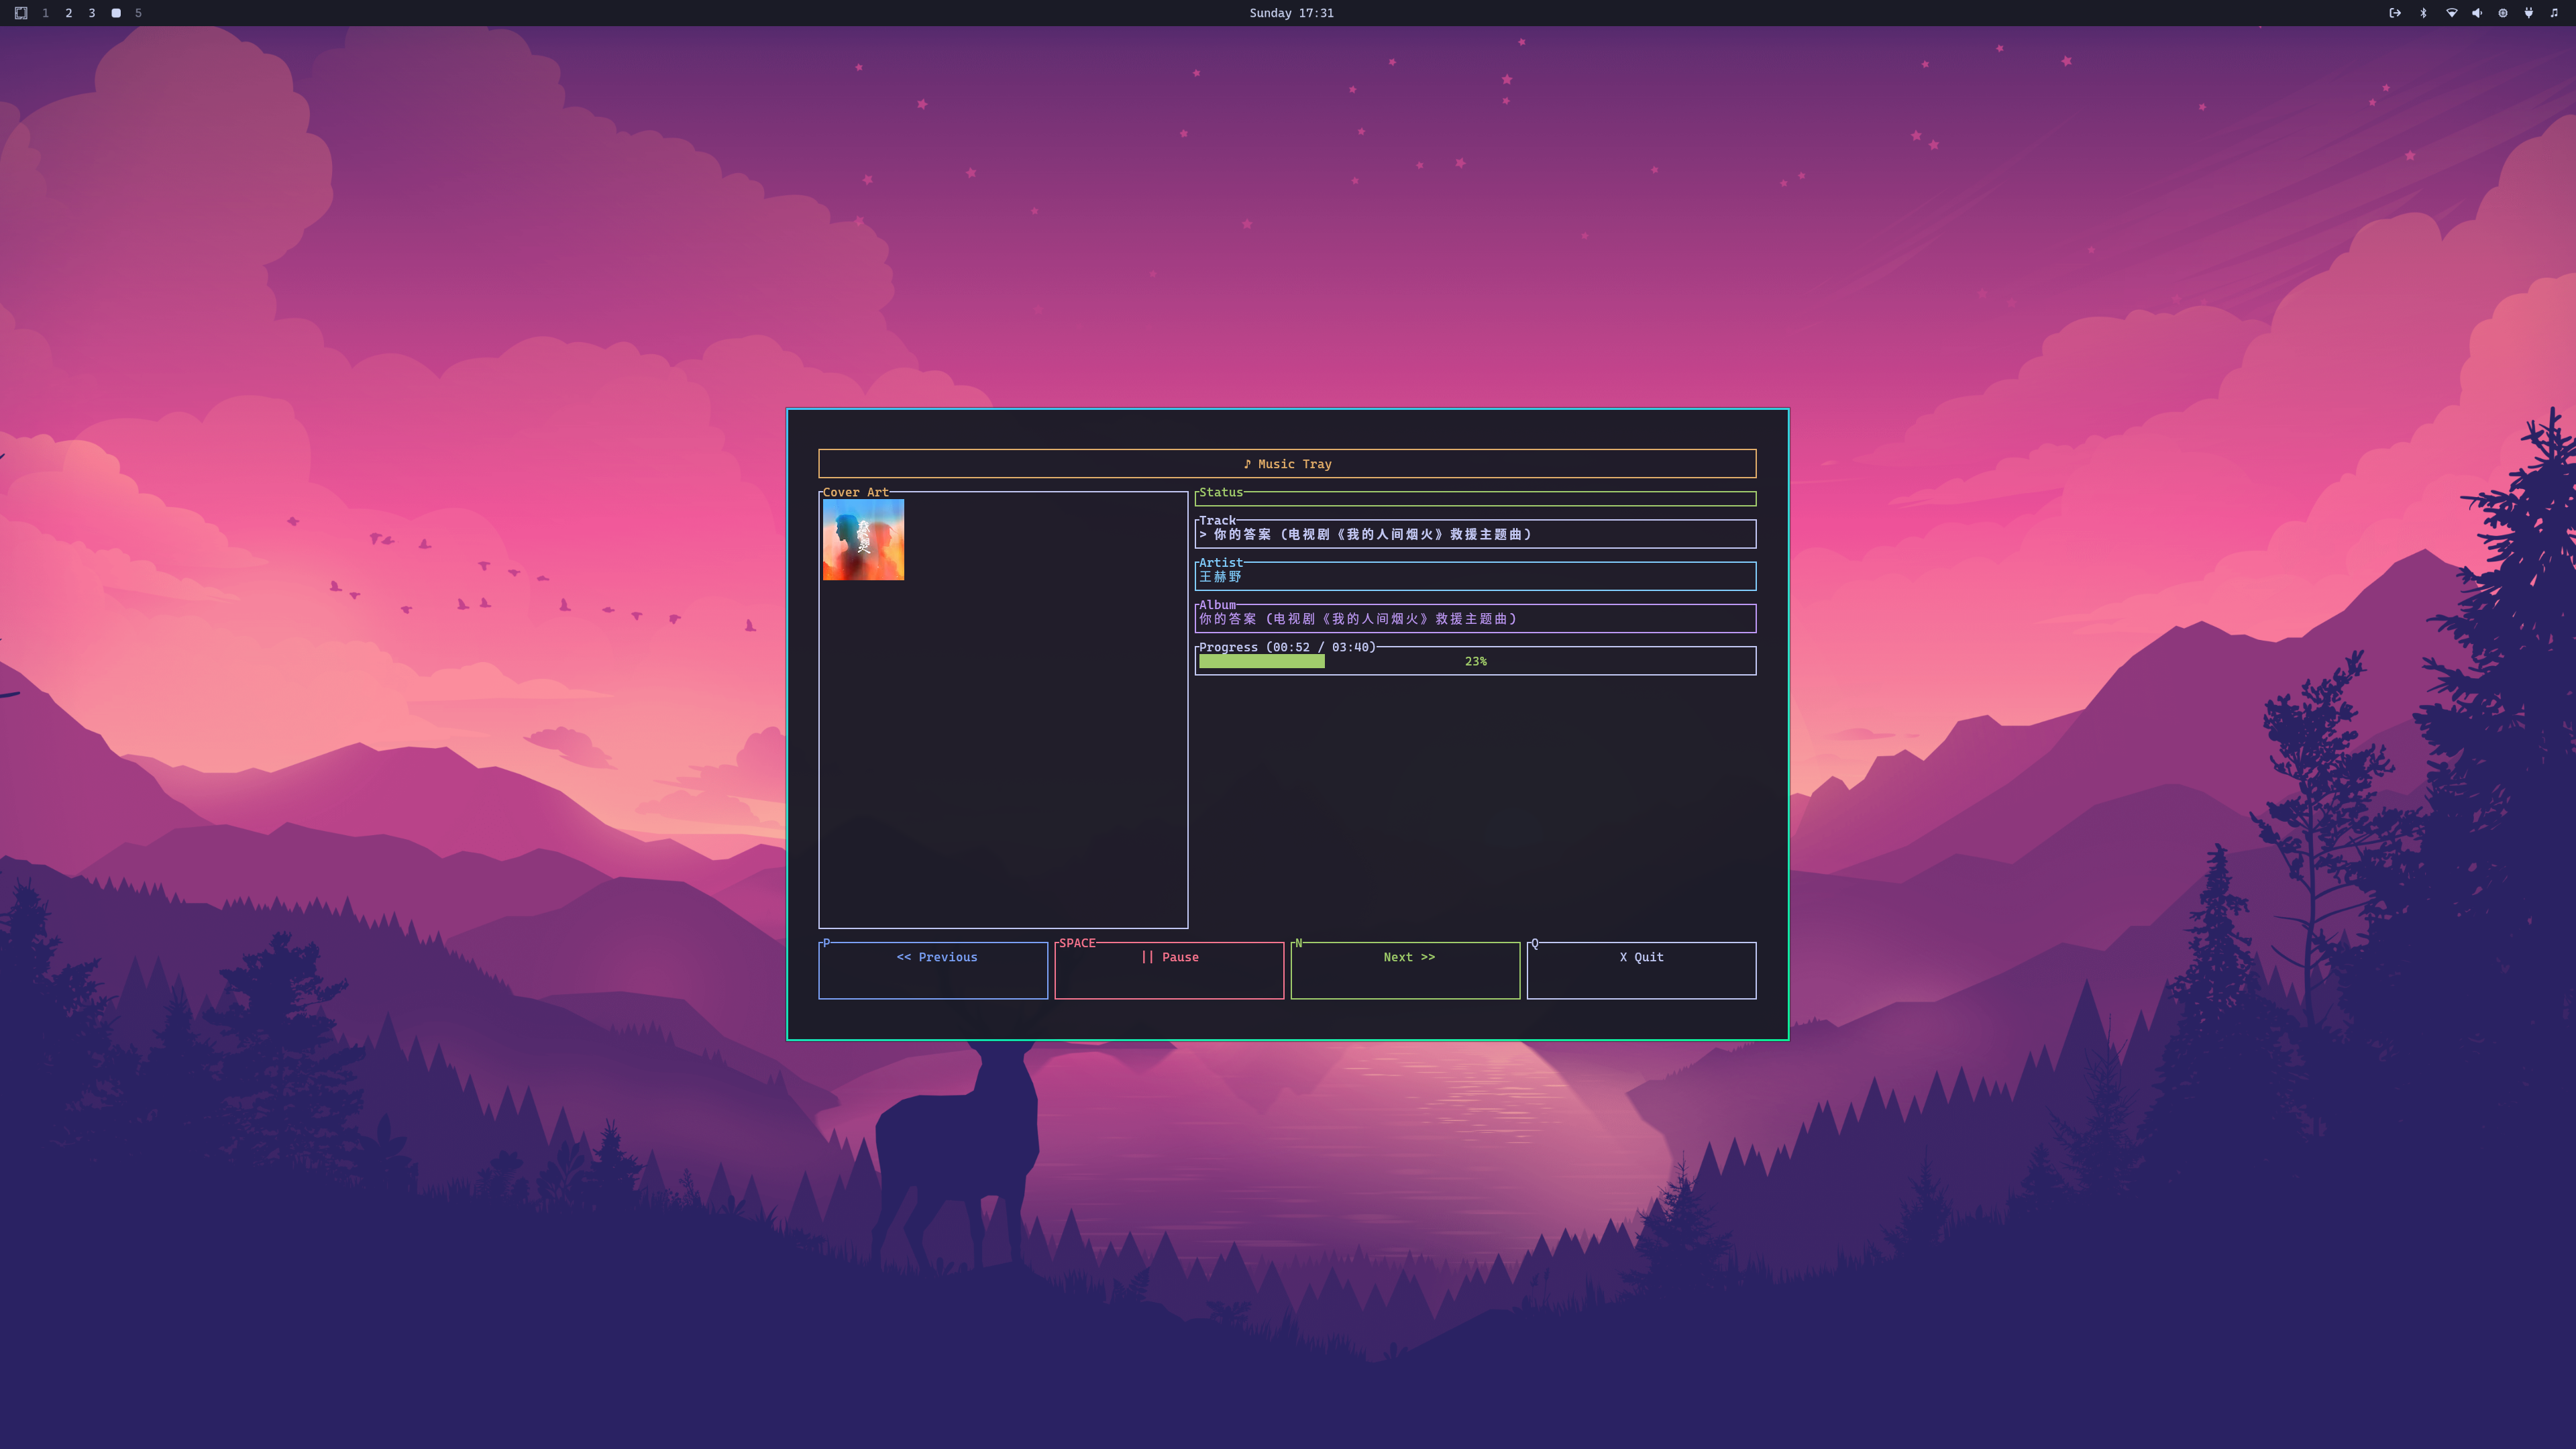 1 2 3 5
Sunday 17:31
♪ Music Tray
Cover Art
Status
Track
> 你的答案 (电视剧《我的人间烟火》救援主题曲)
Artist
王赫野
Album
你的答案 (电视剧《我的人间烟火》救援主题曲)
Progress (00:52 / 03:40)
23%
P
<< Previous
SPACE
|| Pause
N
Next >>
Q
X Quit